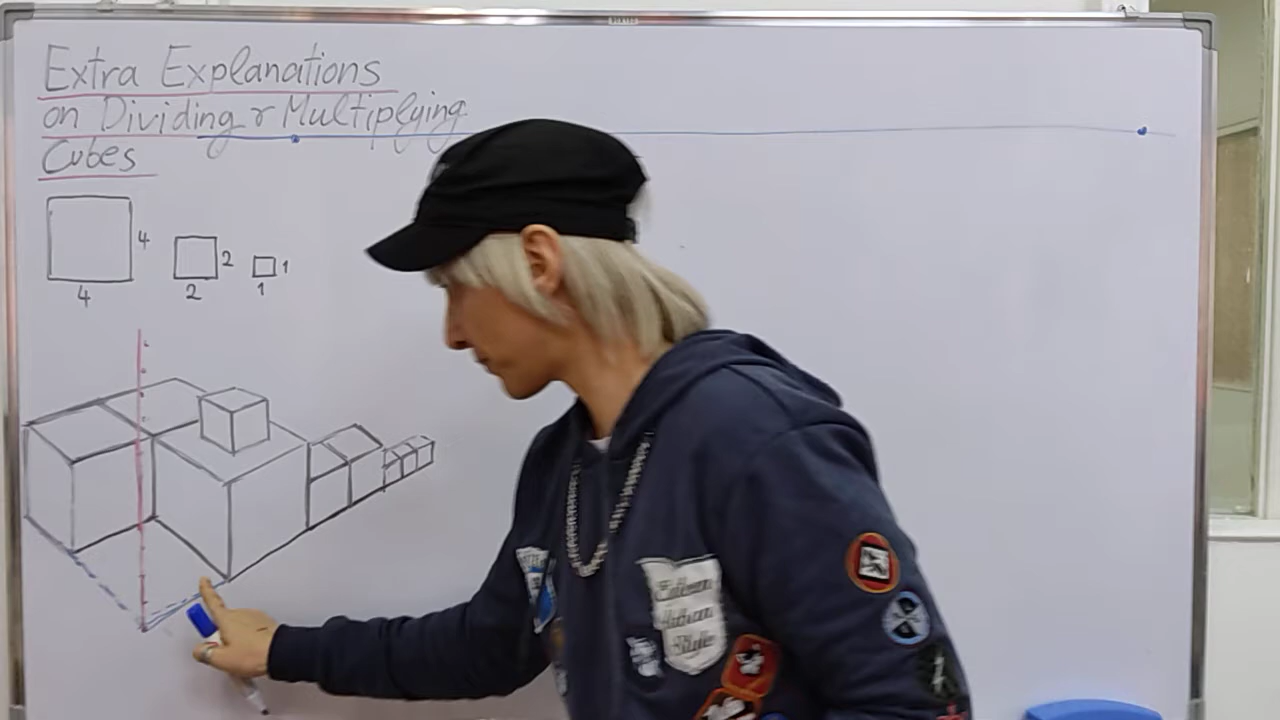 Extra Explanations
on Dividing & Multiplying
Cubes
4
4
2
2
1
1